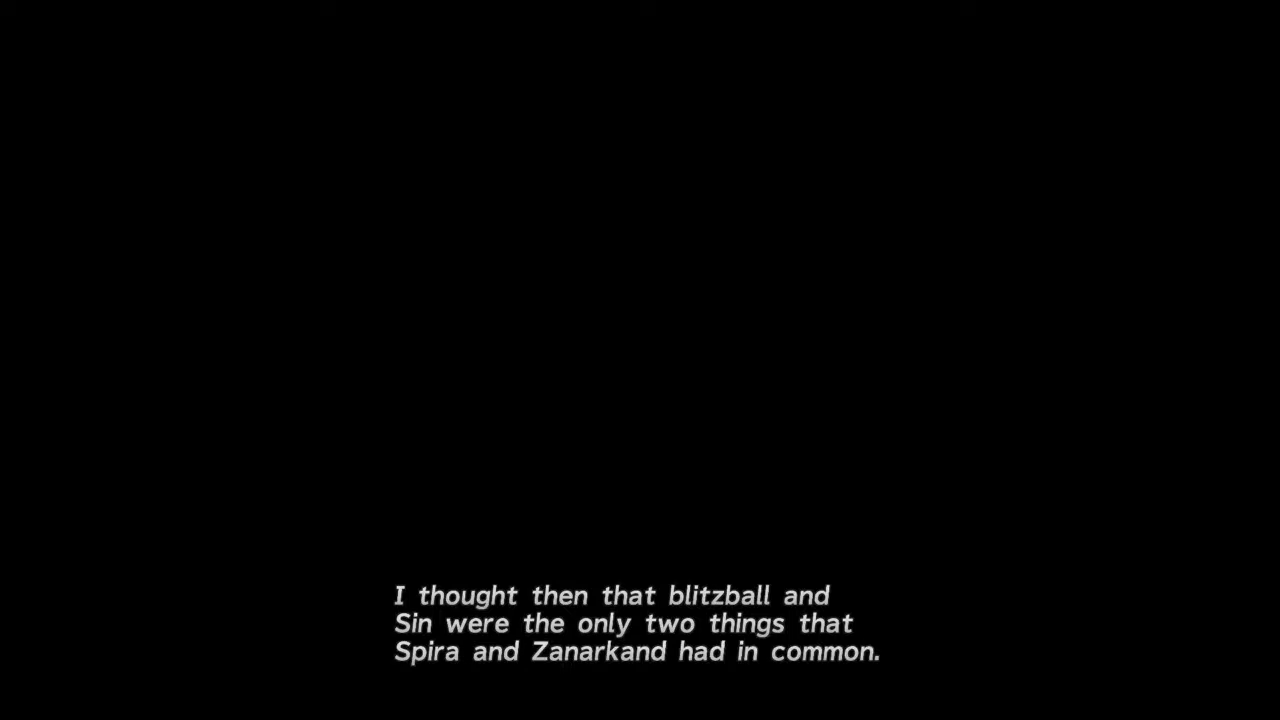 I thought then that blitzball and
Sin were the only two things that
Spira and Zanarkand had in common.